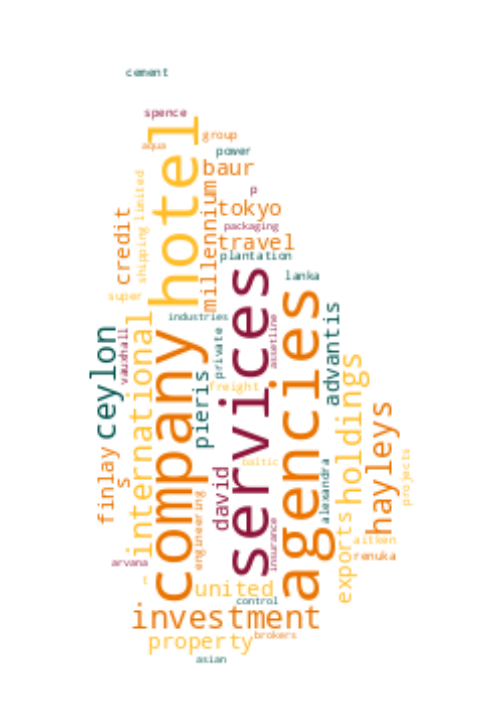 cement
spence
hotel
group
aqua
power
baur
limited
millennium
p
tokyo
credit
packaging
shipping
travel
plantation
services
lanka
super
agencies
industries
advantis
international
ceylon
vauxhall
private
assetline
company
holdings
pieris
freight
hayleys
finlay
s
baltic
david
alexandra
projects
engineering
exports
insurance
aitken
renuka
arvana
t
united
control
investment
property
brokers
asian